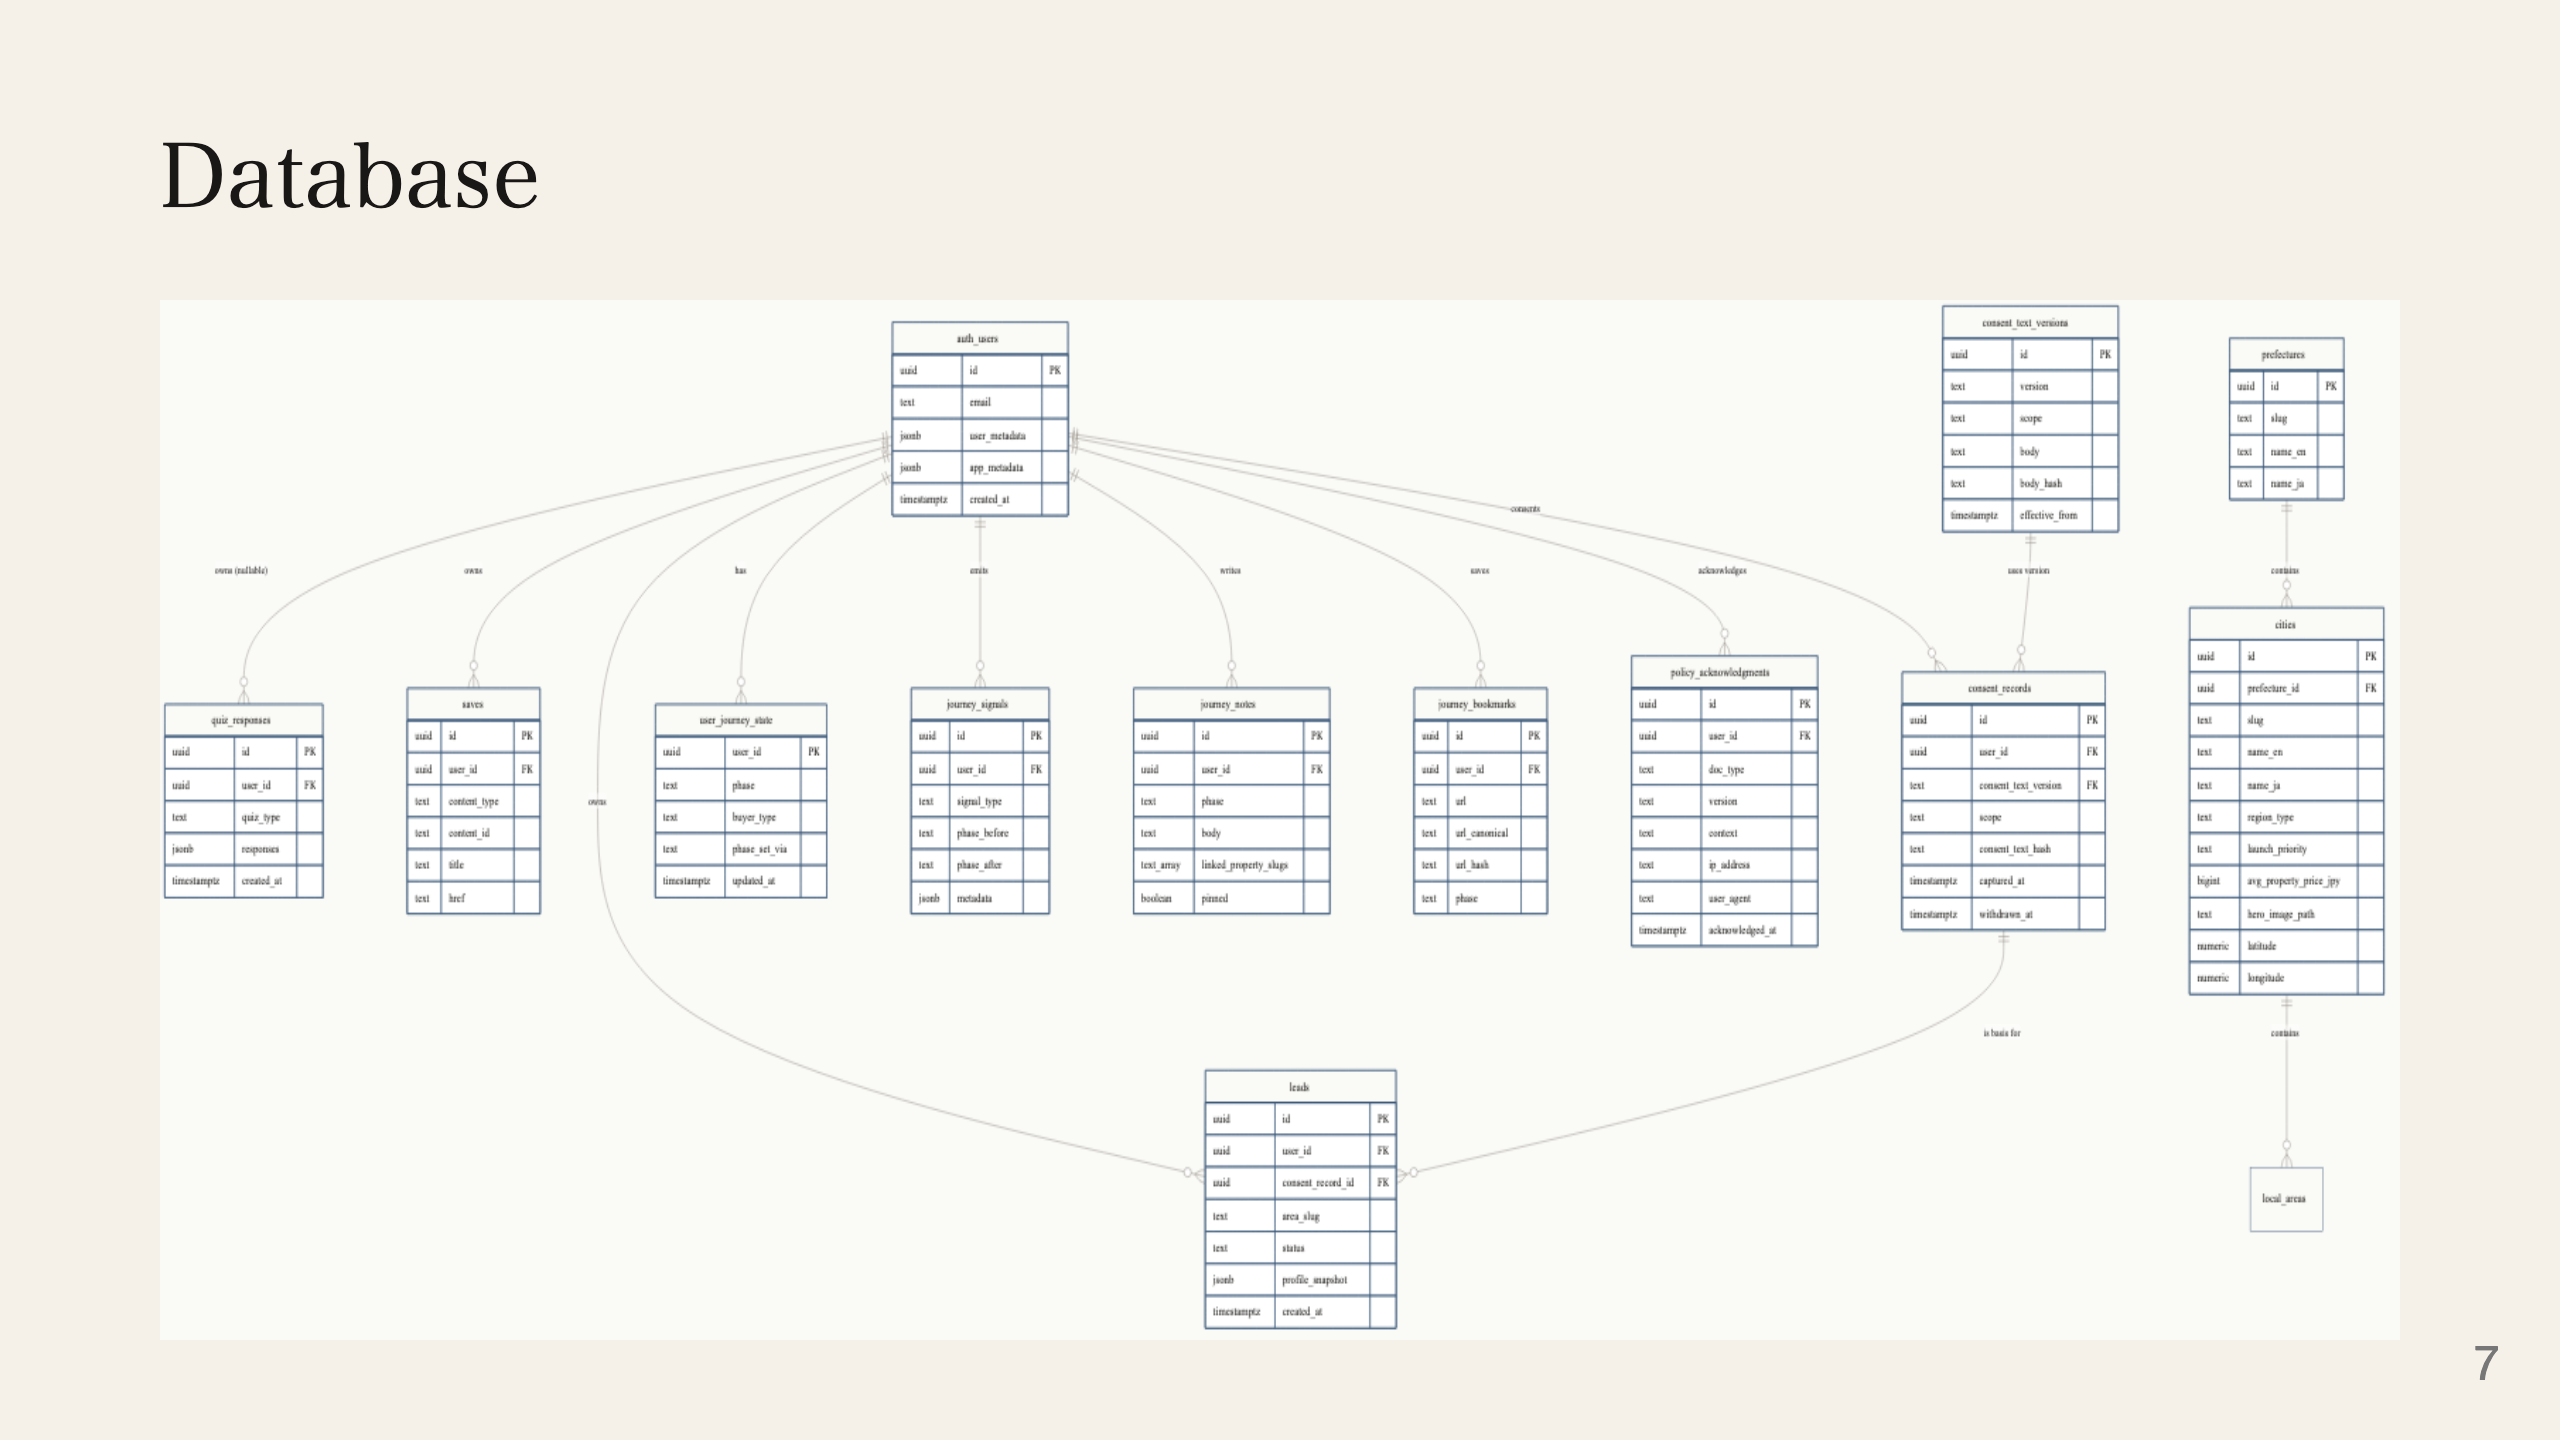 Database
auth_users
uuid id PK
text email
jsonb user_metadata
jsonb app_metadata
timestamptz created_at
consent_text_versions
uuid id PK
text version
text scope
text body
text body_hash
timestamptz effective_from
prefectures
uuid id PK
text slug
text name_en
text name_ja
owns (nullable)
owns
has
emits
writes
saves
consents
acknowledges
uses version
contains
quiz_responses
uuid id PK
uuid user_id FK
text quiz_type
jsonb responses
timestamptz created_at
saves
uuid id PK
uuid user_id FK
text content_type
text content_id
text title
text href
owns
user_journey_state
uuid user_id PK
text phase
text buyer_type
text phase_set_via
timestamptz updated_at
journey_signals
uuid id PK
uuid user_id FK
text signal_type
text phase_before
text phase_after
jsonb metadata
journey_notes
uuid id PK
uuid user_id FK
text phase
text body
text_array linked_property_slugs
boolean pinned
journey_bookmarks
uuid id PK
uuid user_id FK
text url
text url_canonical
text url_hash
text phase
policy_acknowledgments
uuid id PK
uuid user_id FK
text doc_type
text version
text context
text ip_address
text user_agent
timestamptz acknowledged_at
consent_records
uuid id PK
uuid user_id FK
text consent_text_version FK
text scope
text consent_text_hash
timestamptz captured_at
timestamptz withdrawn_at
cities
uuid id PK
uuid prefecture_id FK
text slug
text name_en
text name_ja
text region_type
text launch_priority
bigint avg_property_price_jpy
text hero_image_path
numeric latitude
numeric longitude
is basis for
contains
leads
uuid id PK
uuid user_id FK
uuid consent_record_id FK
text area_slug
text status
jsonb profile_snapshot
timestamptz created_at
local_areas
7